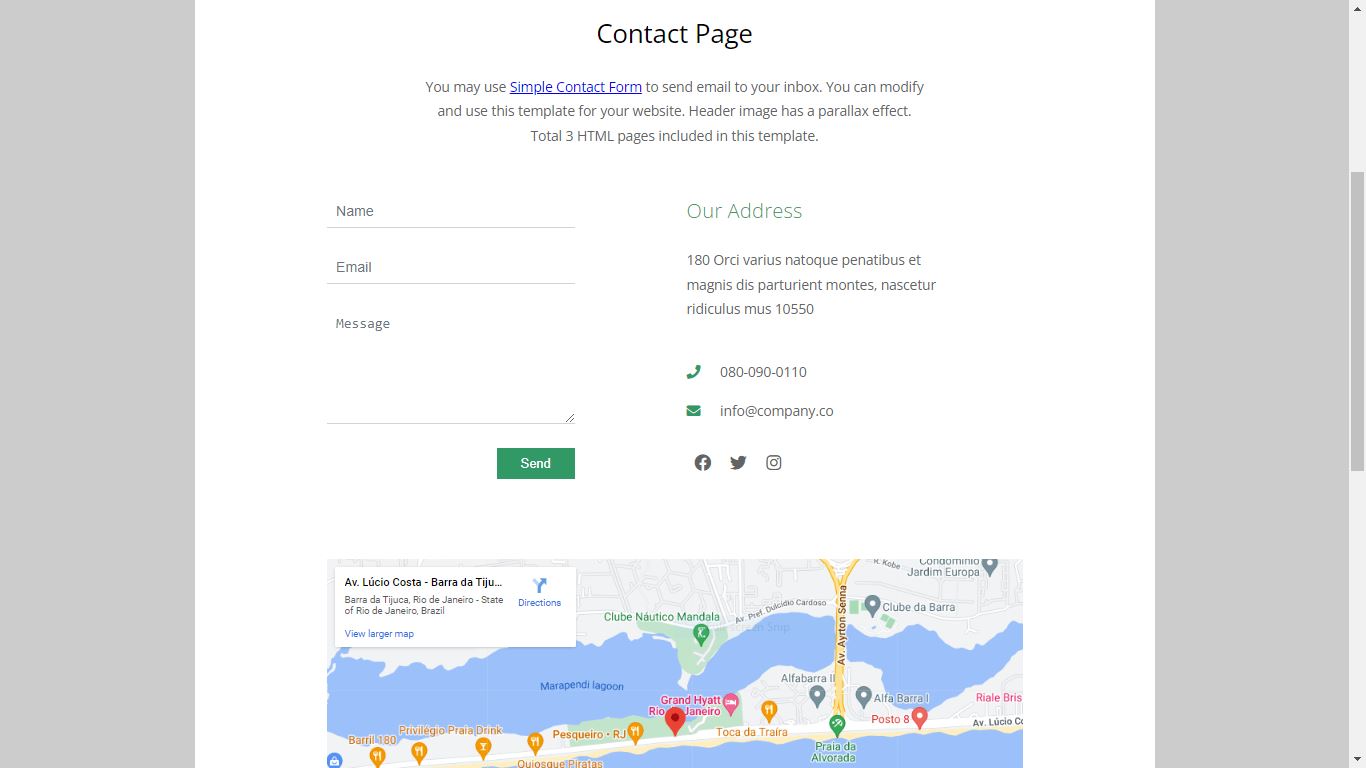 Contact Page
You may use Simple Contact Form to send email to your inbox. You can modify
and use this template for your website. Header image has a parallax effect.
Total 3 HTML pages included in this template.
Name
Email
Message
Send
Our Address
180 Orci varius natoque penatibus et
magnis dis parturient montes, nascetur
ridiculus mus 10550
080-090-0110
info@company.co
Av. Lúcio Costa - Barra da Tiju...
Barra da Tijuca, Rio de Janeiro - State
of Rio de Janeiro, Brazil
Directions
View larger map
R. Kobe
Condomínio
Jardim Europa
Clube Náutico Mandala
Av. Pref. Dulcídio Cardoso
Av. Ayrton Senna
Clube da Barra
Marapendi lagoon
Alfabarra II
Alfa Barra I
Riale Bris
Grand Hyatt
Rio Janeiro
Posto 8
Av. Lúcio Co
Privilégio Praia Drink
Pesqueiro • RJ
Toca da Traíra
Barril 180
Praia da
Alvorada
Quiosque Piratas